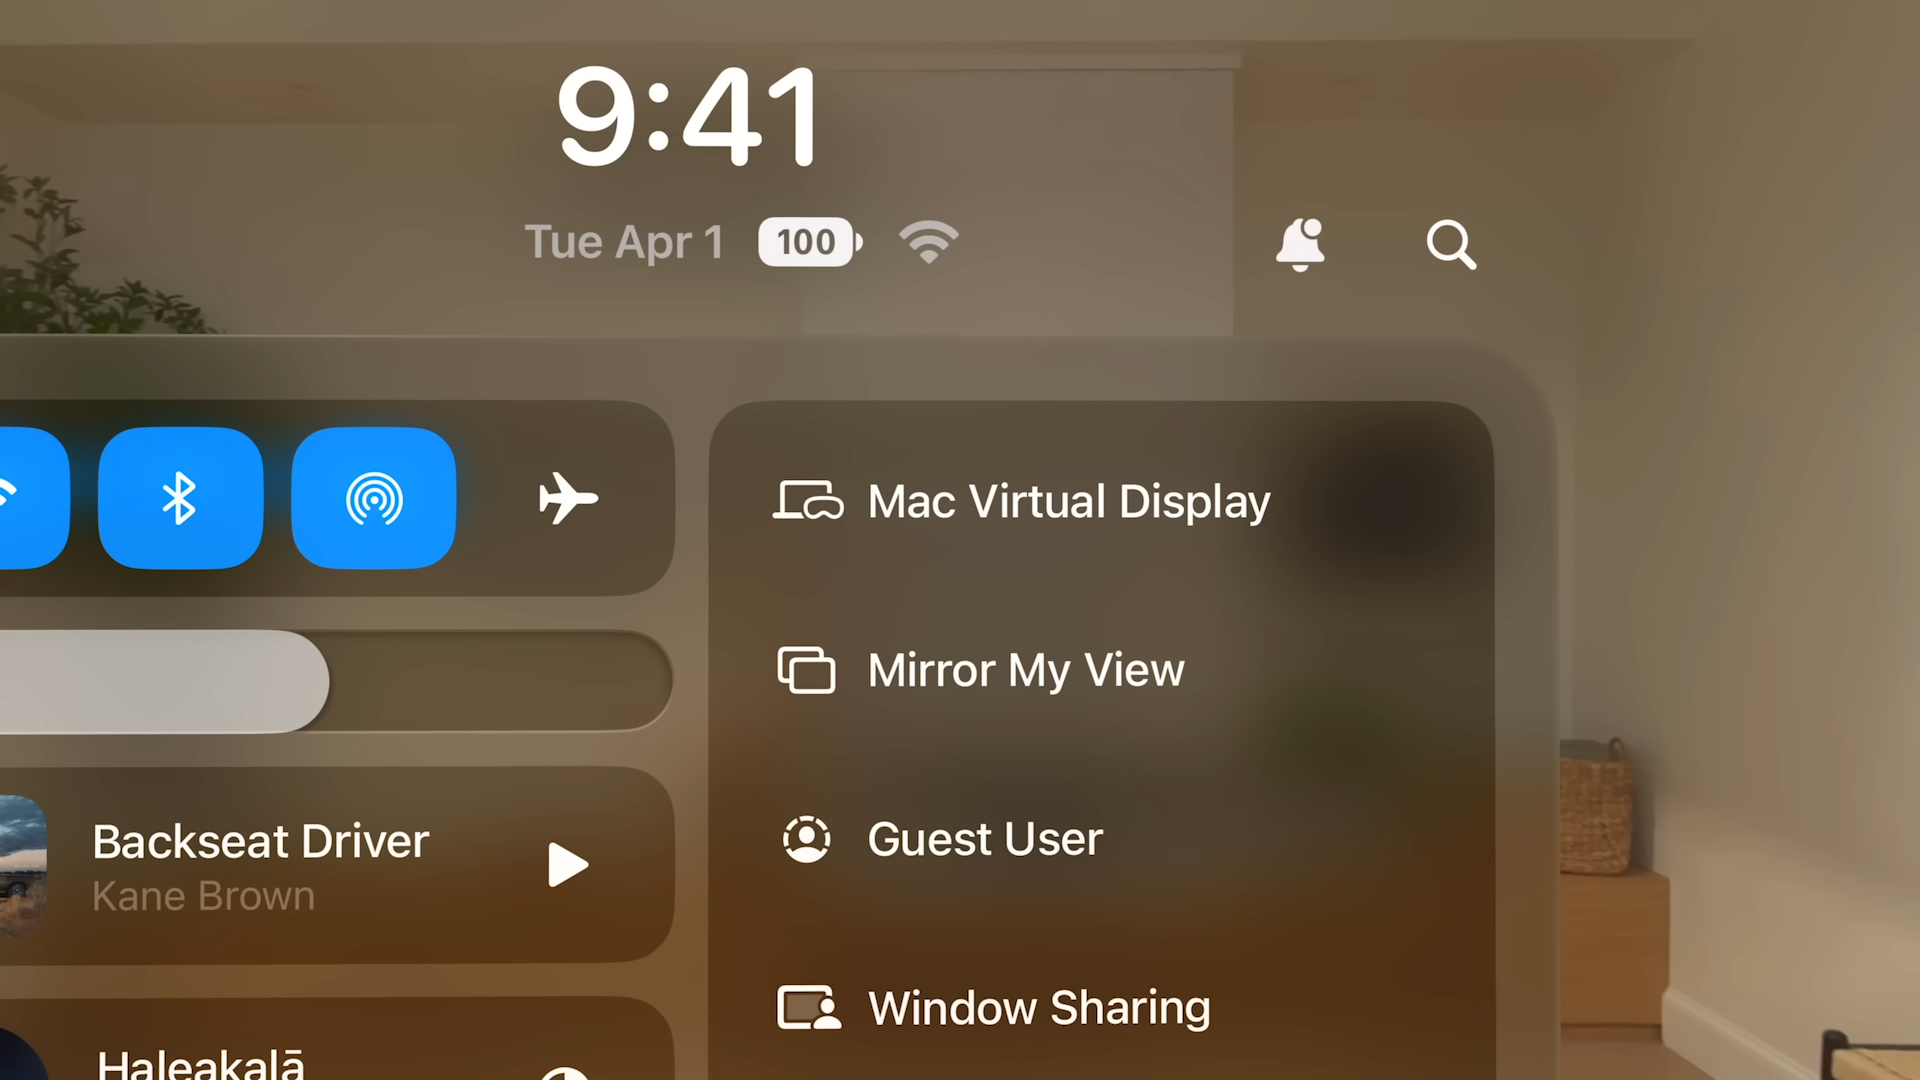 9:41
Tue Apr 1 100
Mac Virtual Display
Mirror My View
Backseat Driver
Kane Brown
Guest User
Window Sharing
Haleakalā